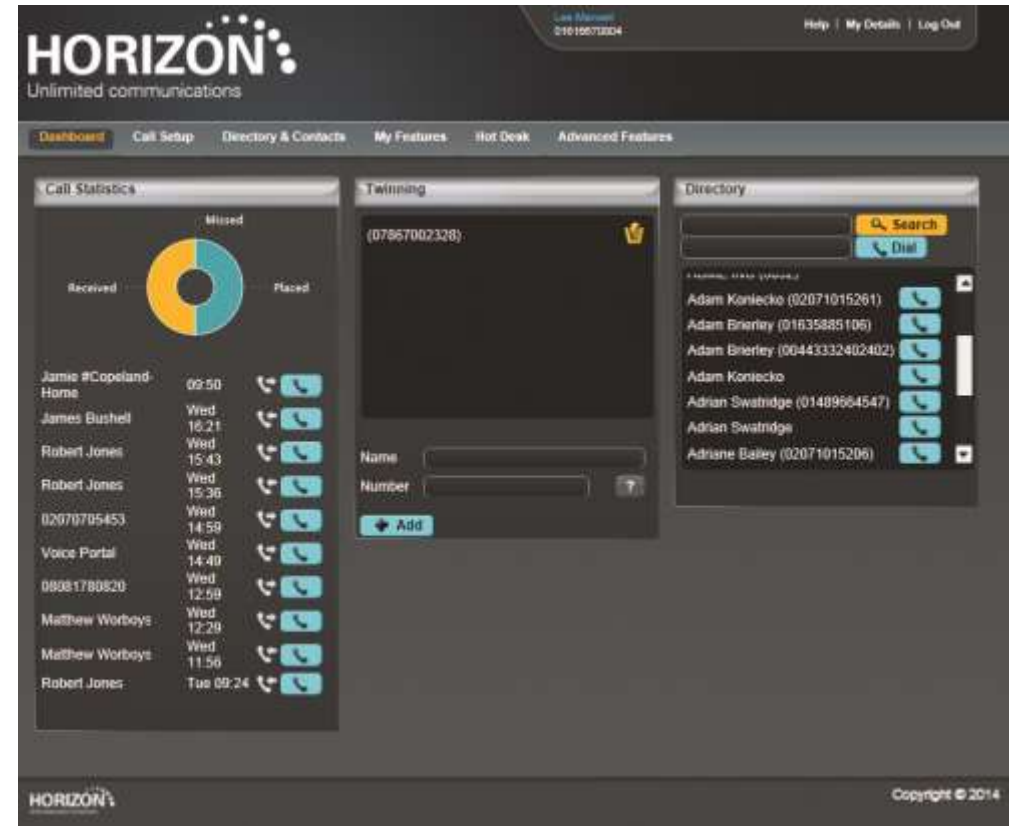 HORIZON
Unlimited communications
Help | My Details | Log Out
Dashboard Call Setup Directory & Contacts My Features Hot Desk Advanced Features
Call Statistics
Missed
Received
Placed
Jamie #Copeland-
Home
09:50
James Bushell
Wed
16:21
Robert Jones
Wed
15:43
Robert Jones
Wed
15:36
02070705453
Wed
14:59
Voice Portal
Wed
14:49
08081780820
Wed
12:59
Matthew Worboys
Wed
12:29
Matthew Worboys
Wed
11:56
Robert Jones Tue 09:24
Twinning
(07867002328)
Name
Number
?
Add
Directory
Search
Dial
Adam Koniecko (02071015261)
Adam Brierley (01635885106)
Adam Brierley (00443332402402)
Adam Koniecko
Adrian Swatridge (01489664547)
Adrian Swatridge
Adriane Bailey (02071015206)
HORIZON
Copyright © 2014